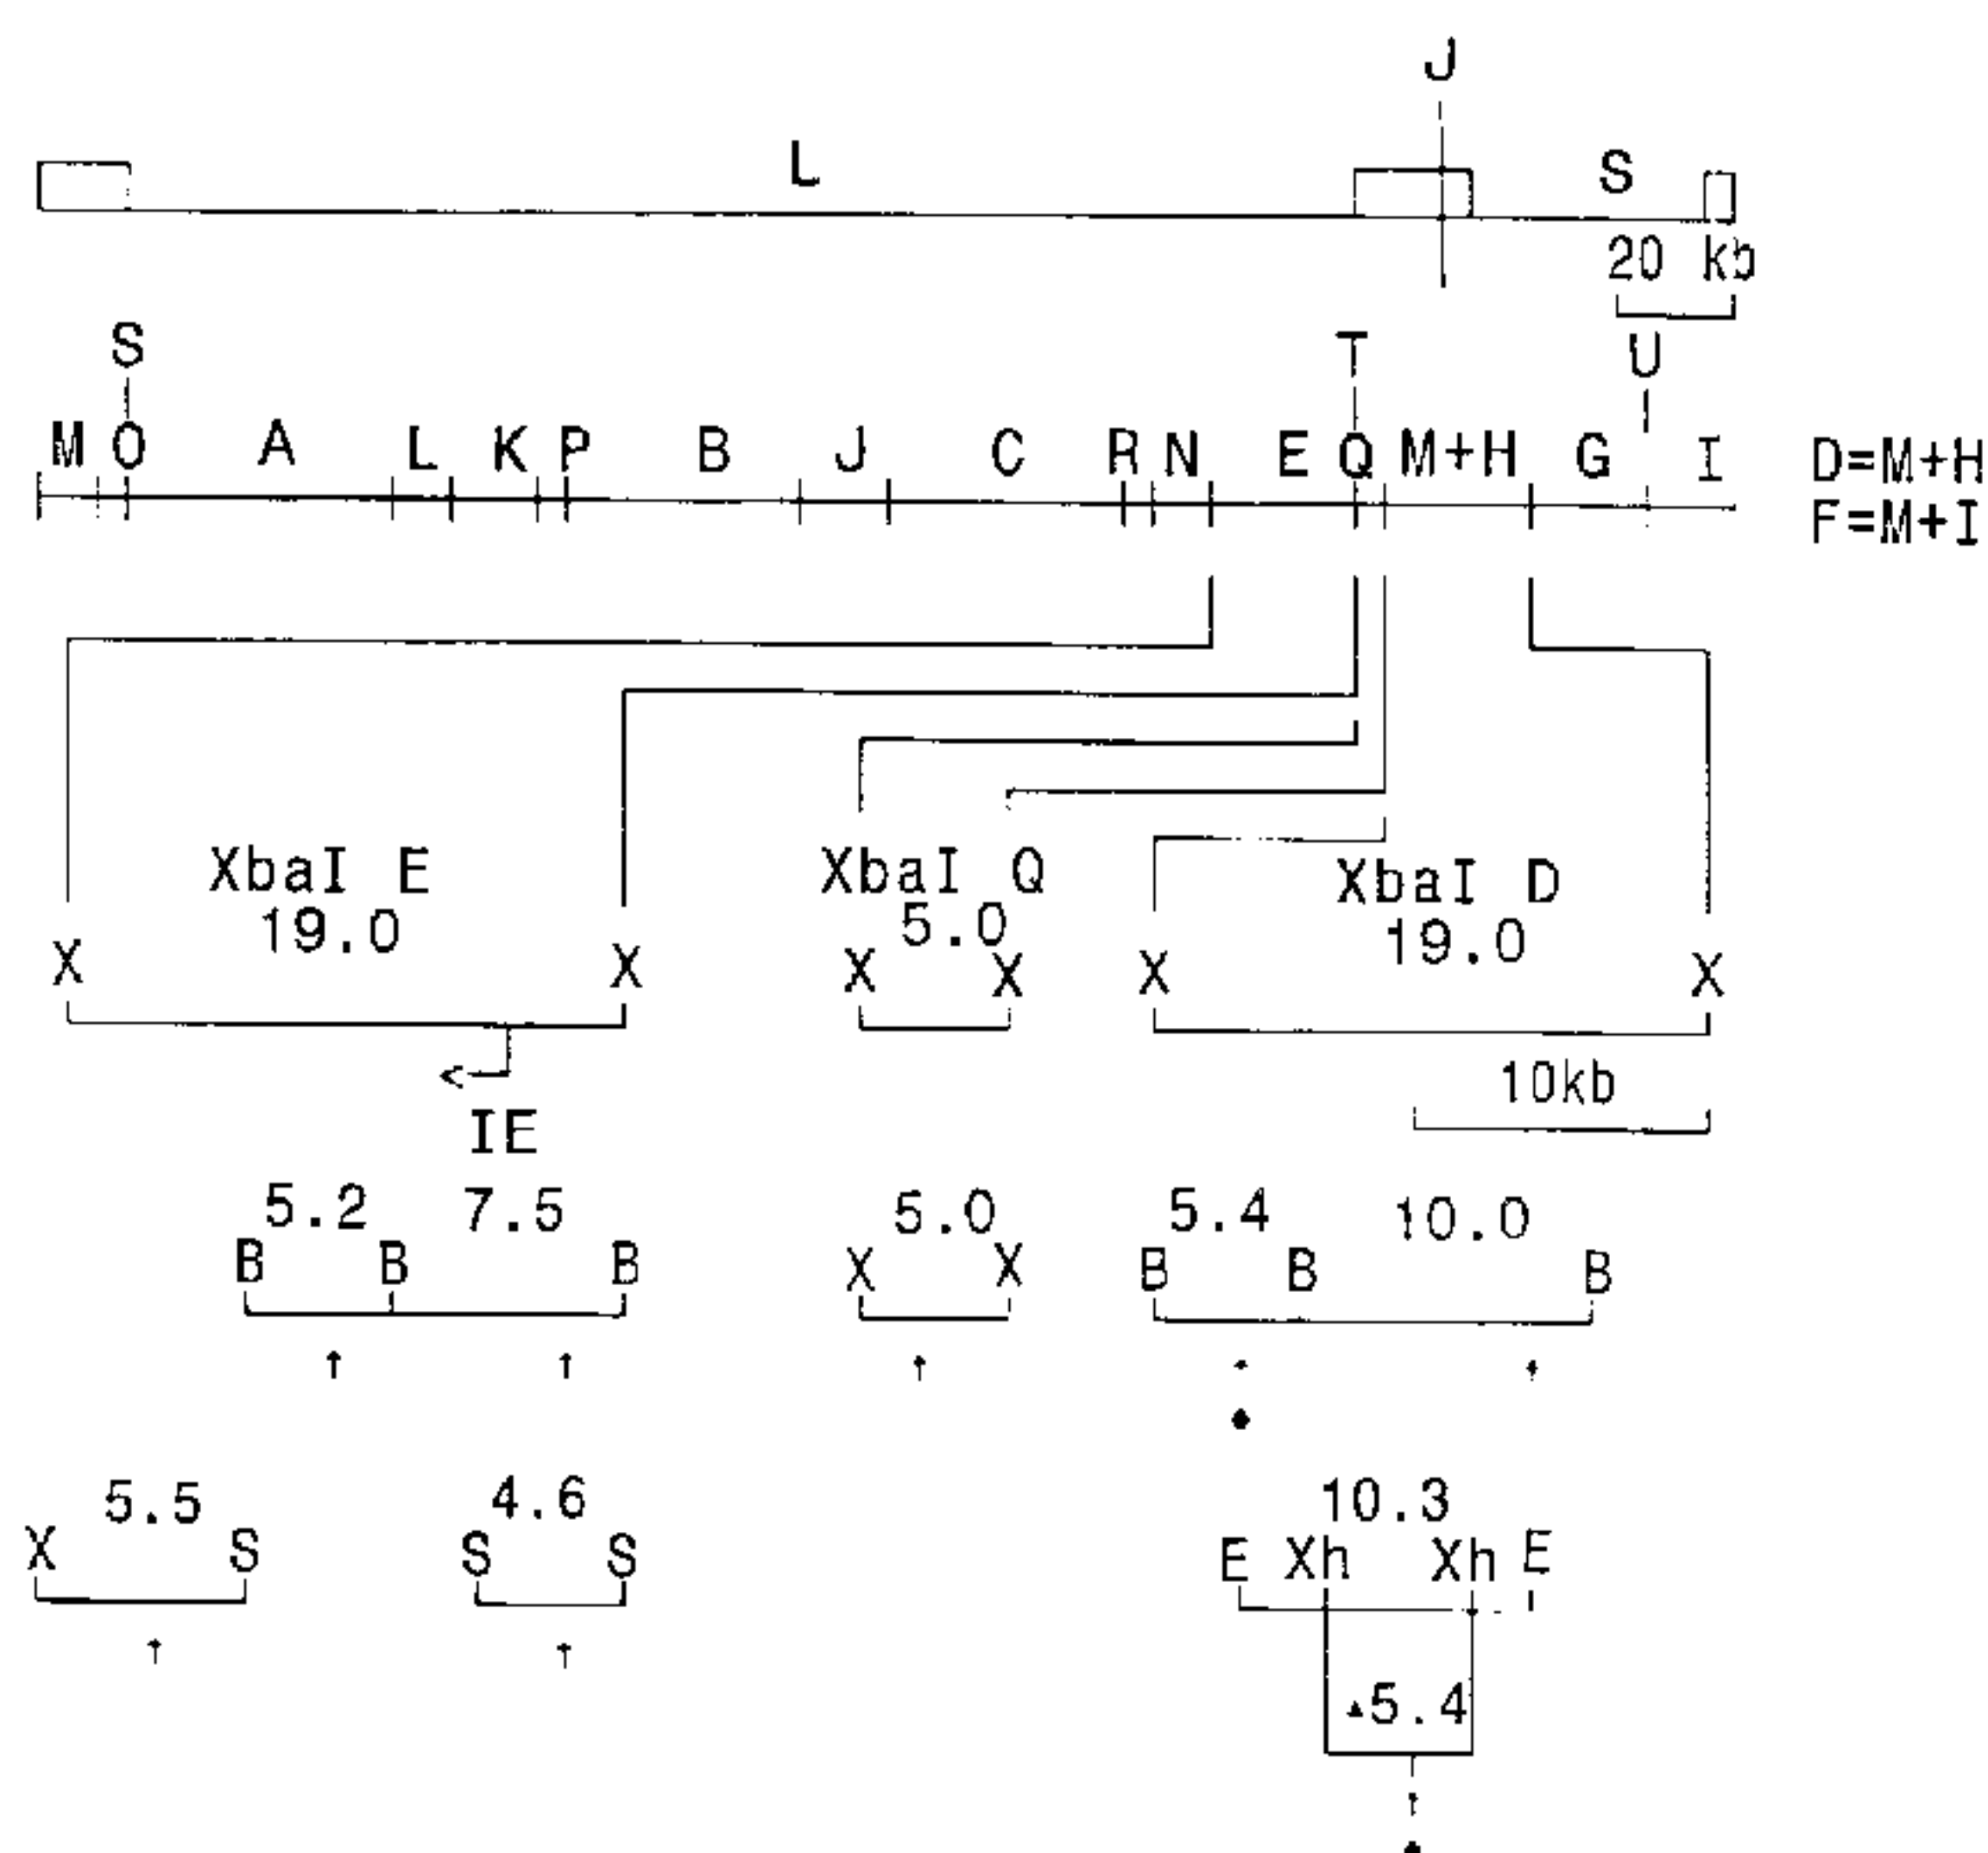 J
L S
20 kb
S T U
M O A L K P B J C R N E Q M+H G I D=M+H
F=M+I
XbaI E XbaI Q XbaI D
19.0 5.0 19.0
X X X X X X
10kb
IE
5.2 7.5 5.0 5.4 10.0
B B B X X B B B
5.5 4.6 10.3
X S S S E Xh Xh E
5.4